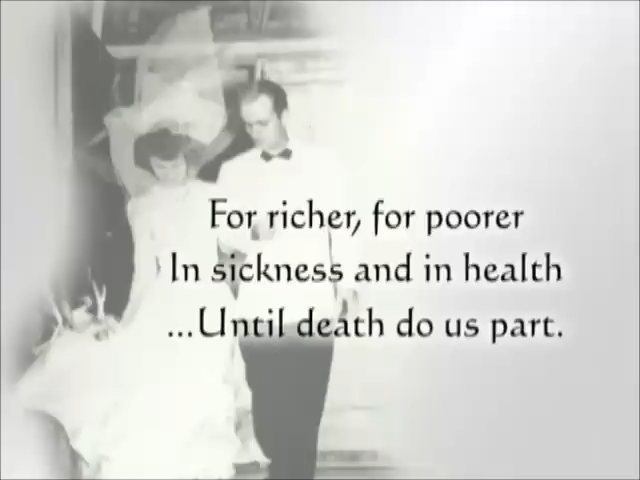 For richer, for poorer
In sickness and in health
...Until death do us part.